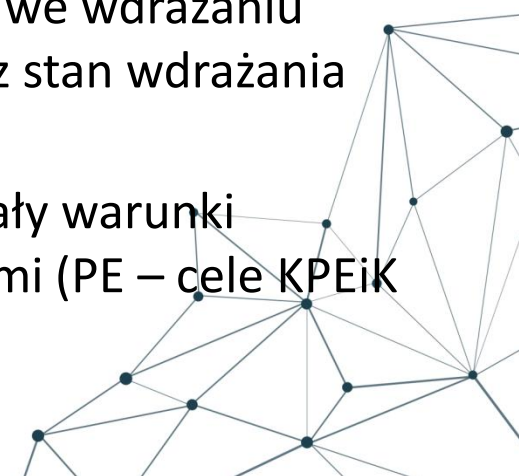 we wdrażaniu
z stan wdrażania
ały warunki
mi (PE – cele KPEiK